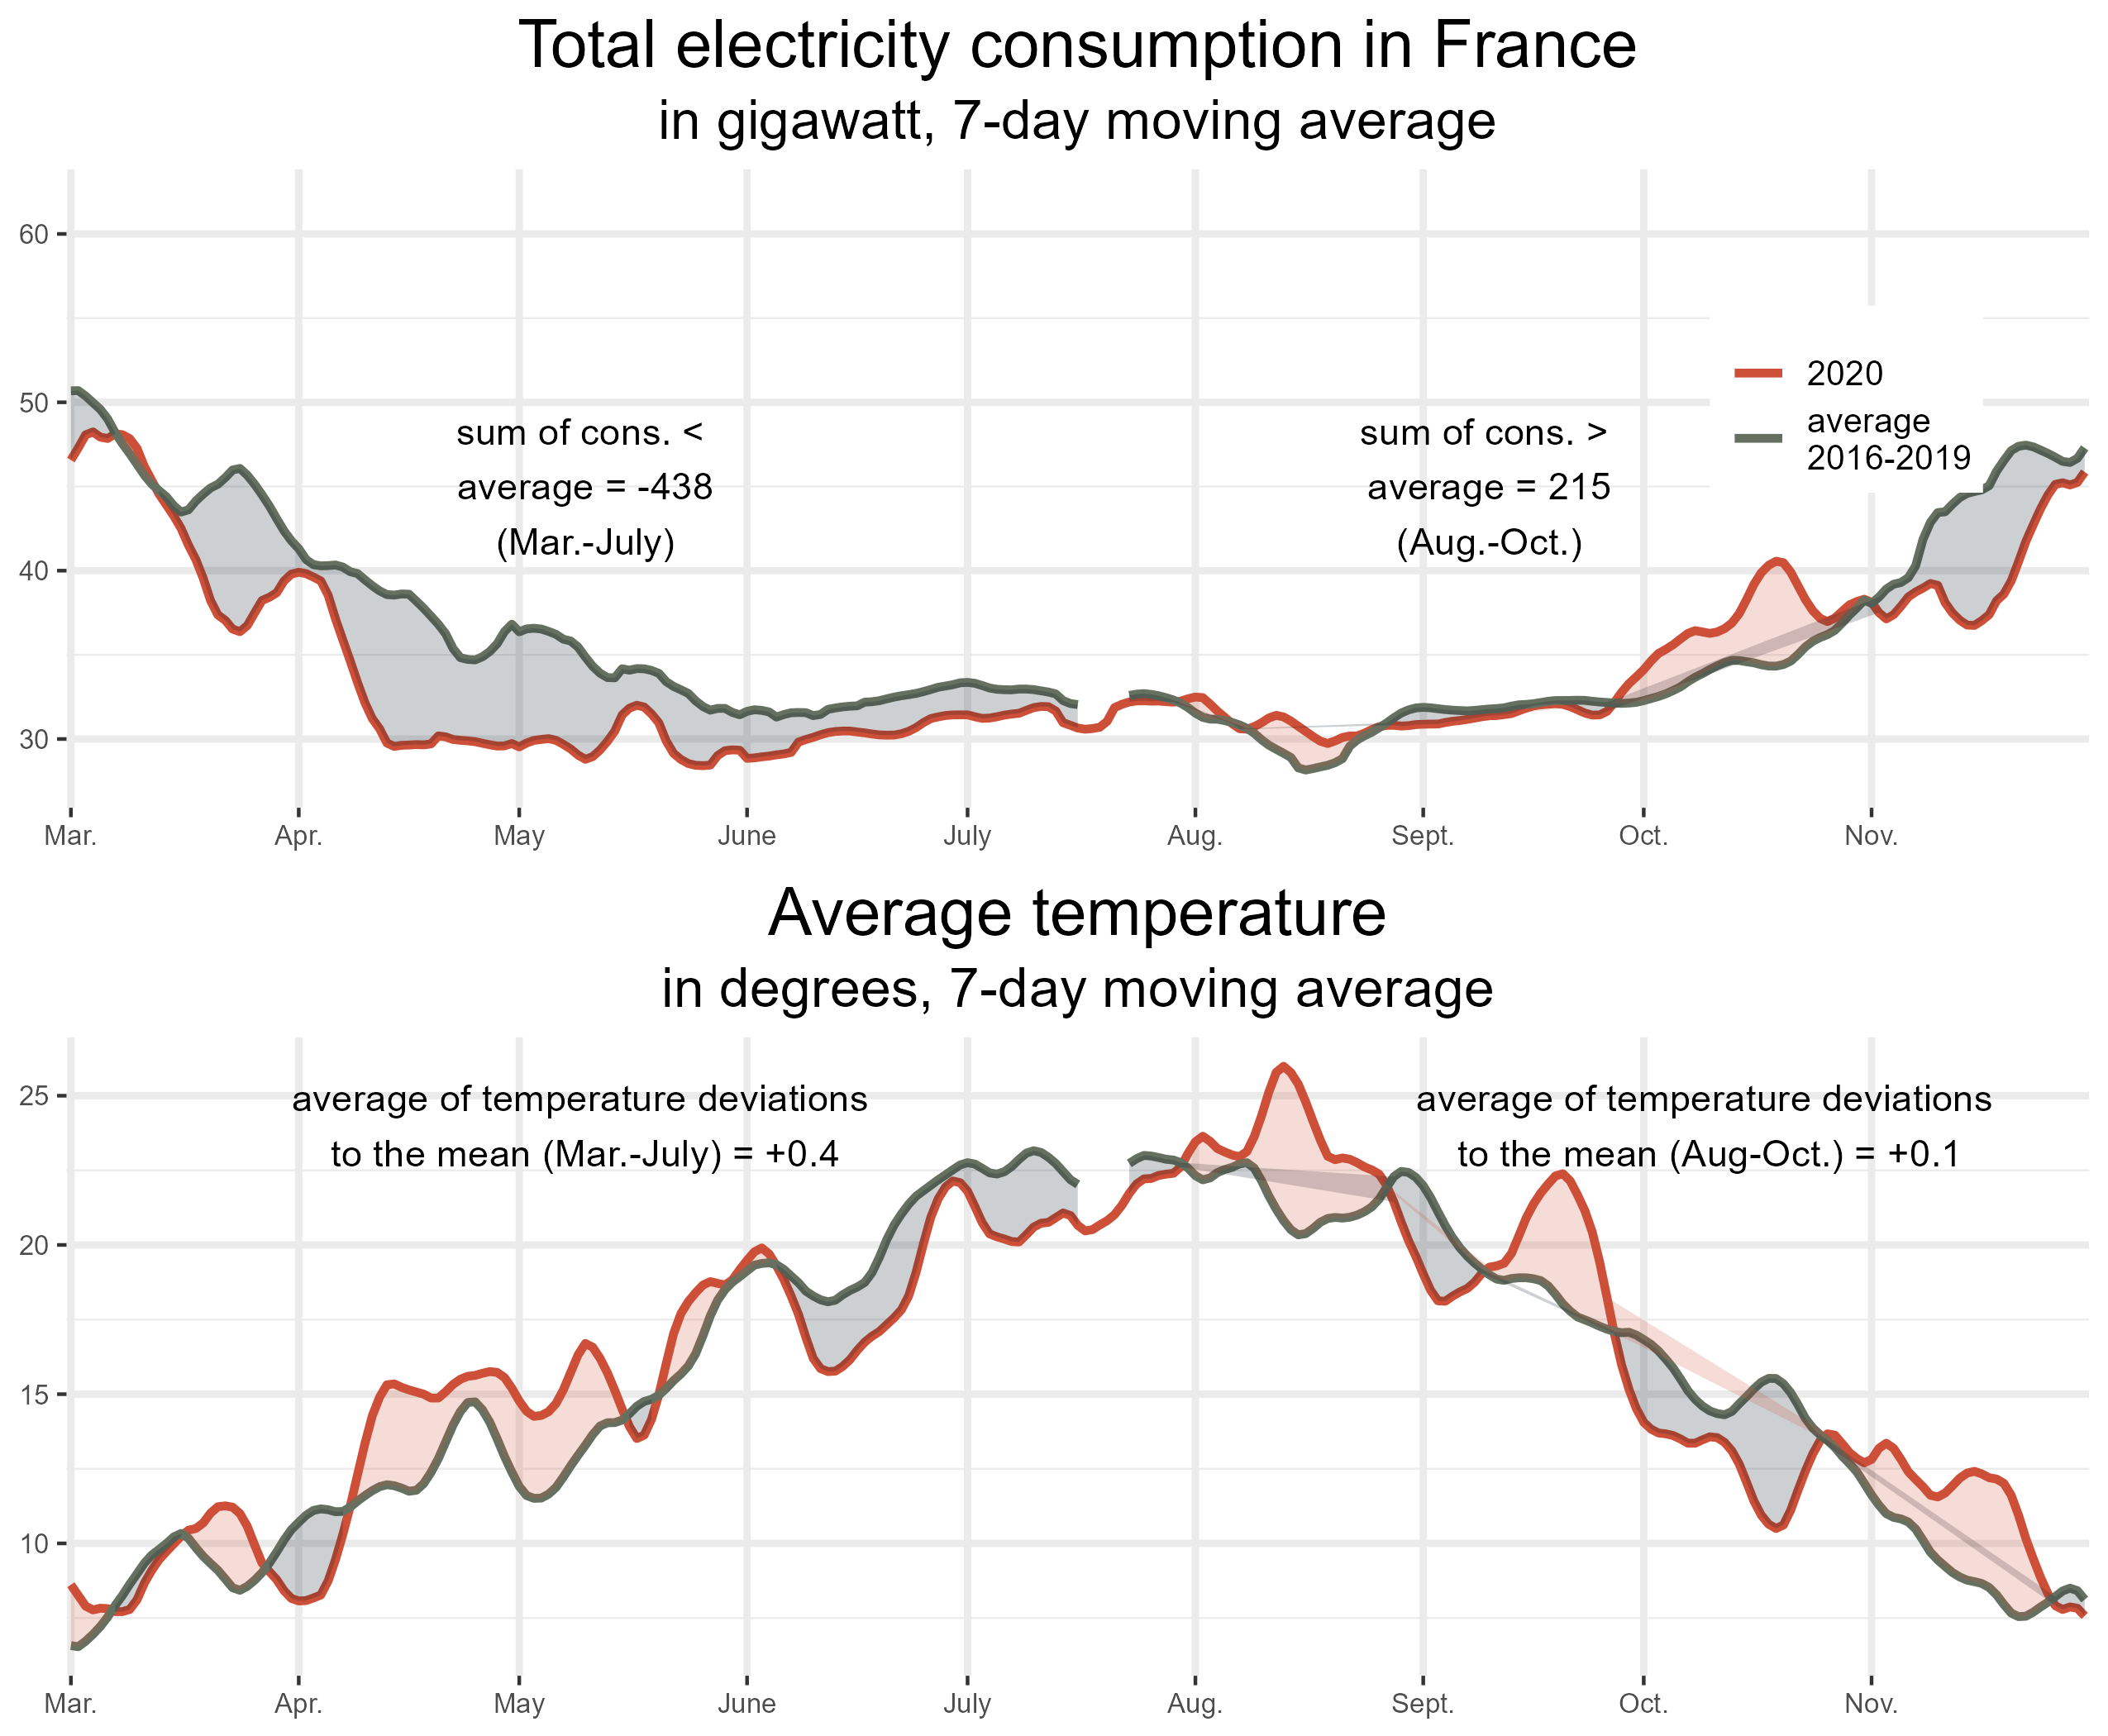 Total electricity consumption in France
in gigawatt, 7-day moving average
60
50
40
30
sum of cons. <
average = -438
(Mar.-July)
sum of cons. >
average = 215
(Aug.-Oct.)
2020
average
2016-2019
Mar.
Apr.
May
June
July
Aug.
Sept.
Oct.
Nov.
Average temperature
in degrees, 7-day moving average
25
20
15
10
average of temperature deviations
to the mean (Mar.-July) = +0.4
average of temperature deviations
to the mean (Aug-Oct.) = +0.1
Mar.
Apr.
May
June
July
Aug.
Sept.
Oct.
Nov.